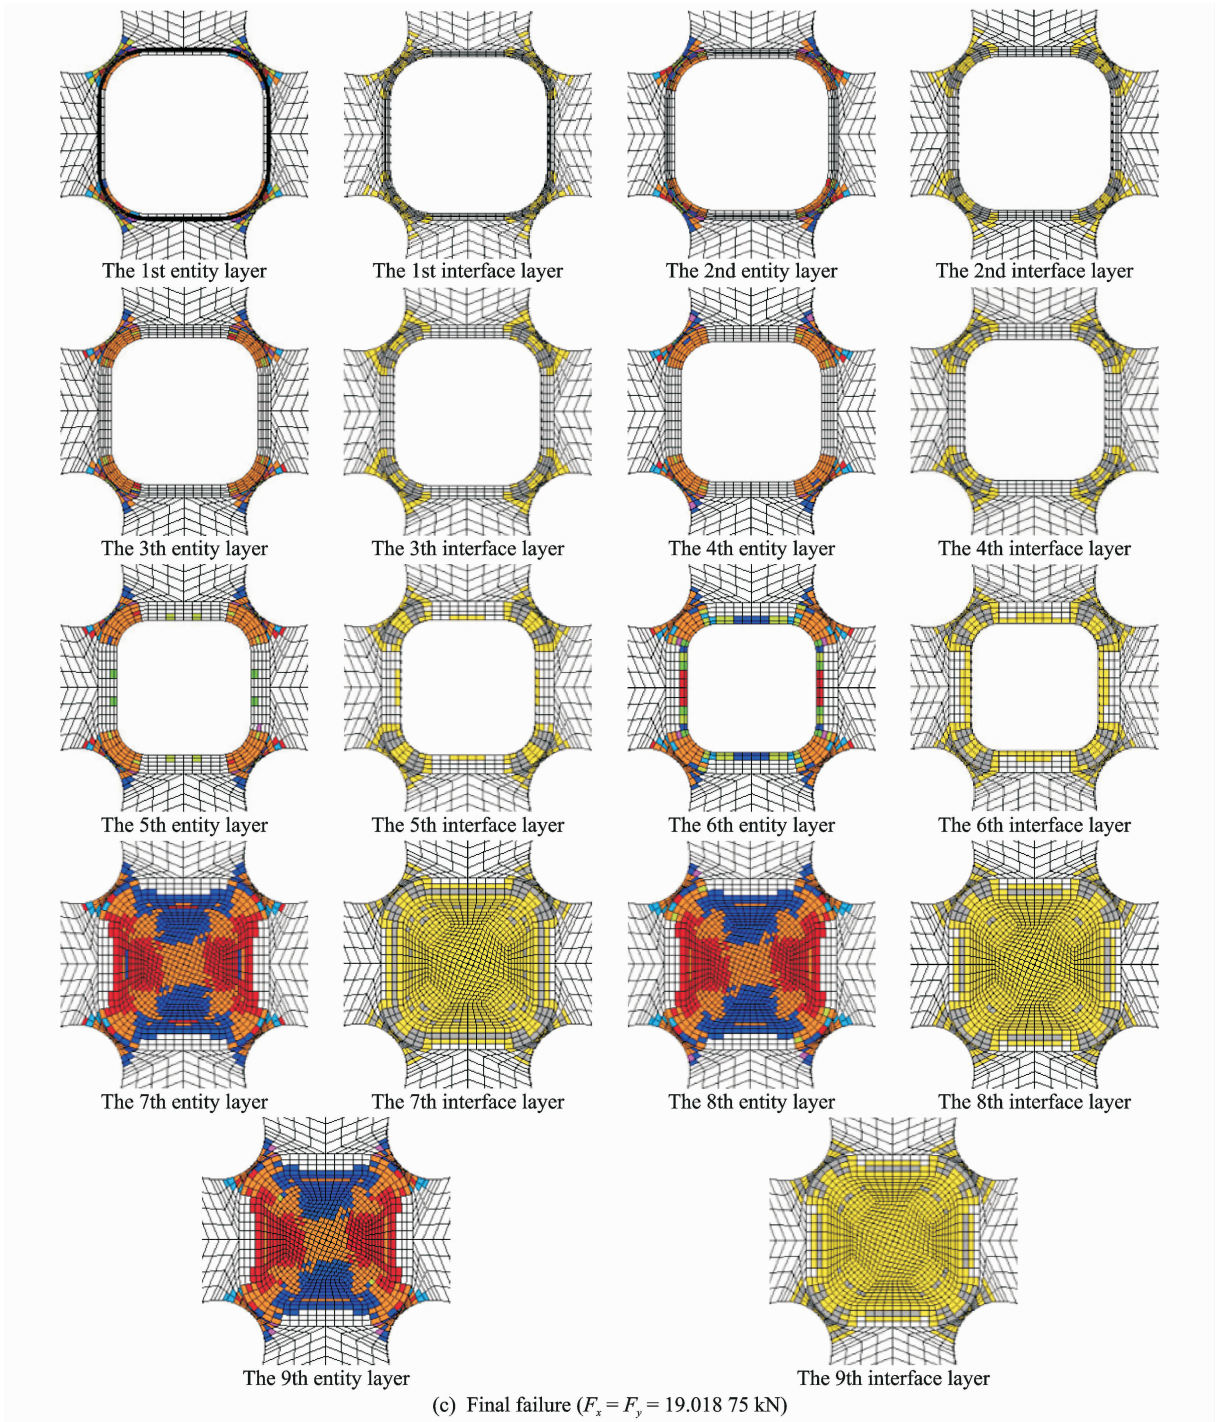 The 1st entity layer
The 1st interface layer
The 2nd entity layer
The 2nd interface layer
The 3th entity layer
The 3th interface layer
The 4th entity layer
The 4th interface layer
The 5th entity layer
The 5th interface layer
The 6th entity layer
The 6th interface layer
The 7th entity layer
The 7th interface layer
The 8th entity layer
The 8th interface layer
The 9th entity layer
The 9th interface layer
(c) Final failure (Fx = Fy = 19.018 75 kN)